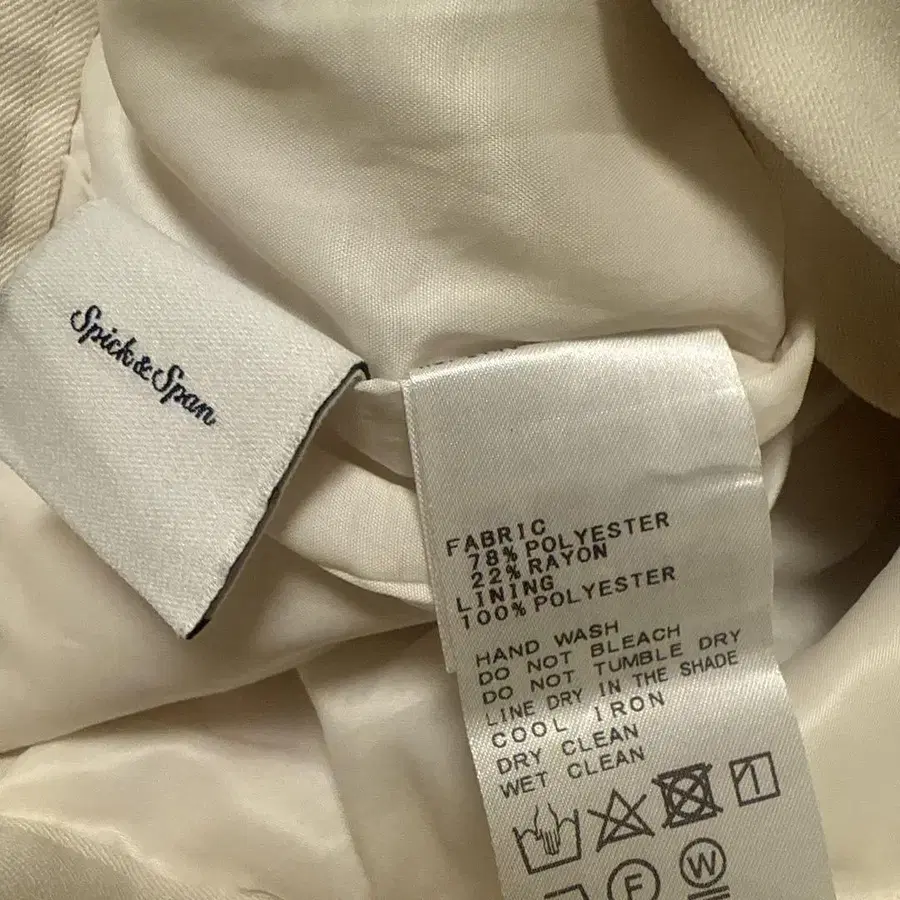 Spick & Span
FABRIC
78% POLYESTER
22% RAYON
LINING
100% POLYESTER
HAND WASH
DO NOT BLEACH
DO NOT TUMBLE DRY
LINE DRY IN THE SHADE
COOL IRON
DRY CLEAN
WET CLEAN
F W